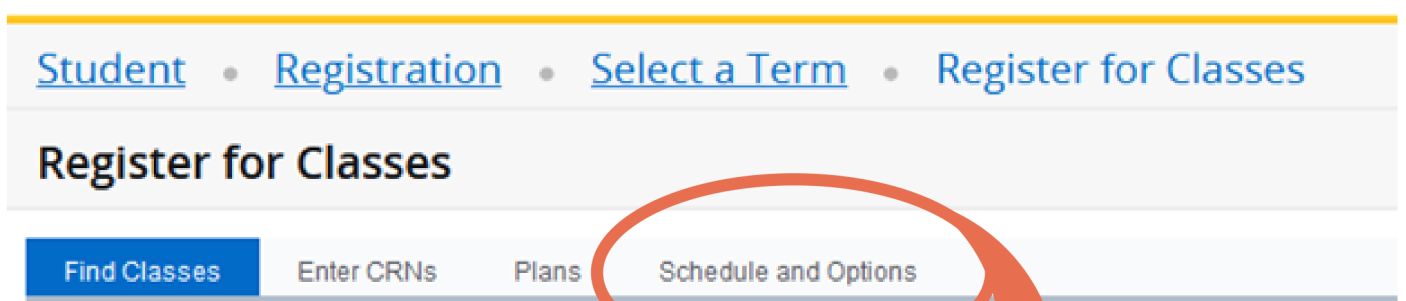 Student • Registration • Select a Term • Register for Classes
Register for Classes
Find Classes Enter CRNs Plans Schedule and Options